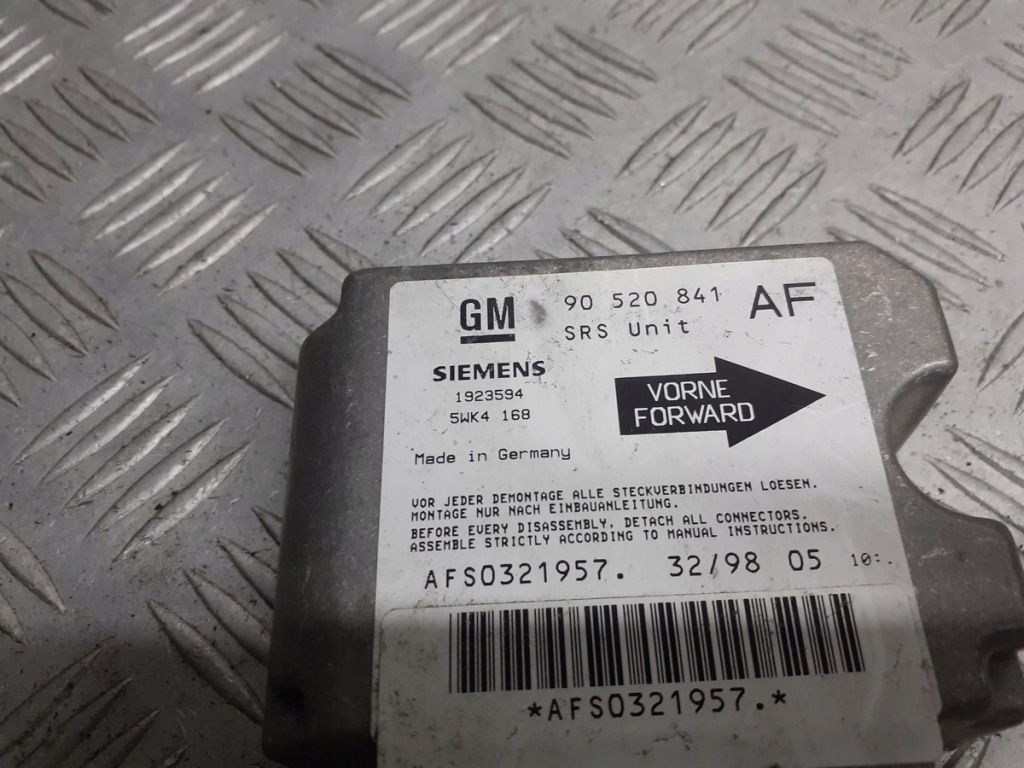 GM 90 520 841 AF
SRS Unit
SIEMENS
1923594
5WK4 168
VORNE
FORWARD
Made in Germany
VOR JEDER DEMONTAGE ALLE STECKVERBINDUNGEN LOESEN.
MONTAGE NUR NACH EINBAUANLEITUNG.
BEFORE EVERY DISASSEMBLY, DETACH ALL CONNECTORS.
ASSEMBLE STRICTLY ACCORDING TO MANUAL INSTRUCTIONS.
AFS0321957. 32/98 05 10:.
*AFS0321957.*